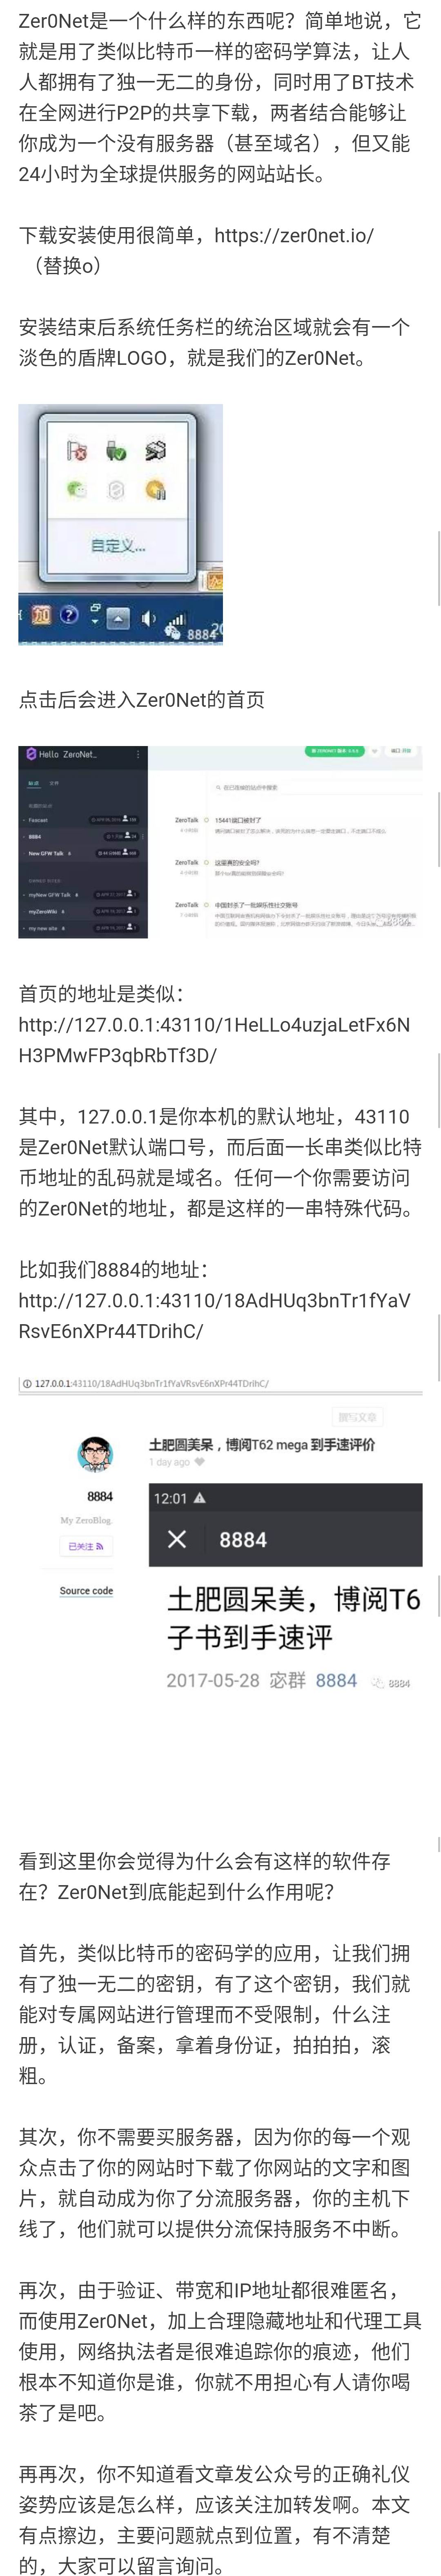 Zer0Net是一个什么样的东西呢？简单地说，它
就是用了类似比特币一样的密码学算法，让人
人都拥有了独一无二的身份，同时用了BT技术
在全网进行P2P的共享下载，两者结合能够让
你成为一个没有服务器（甚至域名），但又能
24小时为全球提供服务的网站站长。
下载安装使用很简单，https://zer0net.io/
（替换o）
安装结束后系统任务栏的统治区域就会有一个
淡色的盾牌LOGO，就是我们的Zer0Net。
自定义...
加
8884
点击后会进入Zer0Net的首页
Hello ZeroNet_
15441端口被封了
ZeroTalk
8884
New GFW Talk
这里真的安全吗?
ZeroTalk
myNew GFW Talk
myZeroWiki
my new site
ZeroTalk
中国封杀了一批娱乐性社交账号
8884
首页的地址是类似：
http://127.0.0.1:43110/1HeLLo4uzjaLetFx6N
H3PMwFP3qbRbTf3D/
其中，127.0.0.1是你本机的默认地址，43110
是Zer0Net默认端口号，而后面一长串类似比特
币地址的乱码就是域名。任何一个你需要访问
的Zer0Net的地址，都是这样的一串特殊代码。
比如我们8884的地址：
http://127.0.0.1:43110/18AdHUq3bnTr1fYaV
RsvE6nXPr44TDrihC/
127.0.0.1:43110/18AdHUq3bnTr1fYaVRsvE6nXPr44TDrihC/
撰写文章
土肥圆美呆，博阅T62 mega 到手速评价
1 day ago
8884
My ZeroBlog
已关注
Source code
12:01
8884
土肥圆呆美，博阅T6
子书到手速评
2017-05-28 宓群 8884
8884
看到这里你会觉得为什么会有这样的软件存
在？Zer0Net到底能起到什么作用呢？
首先，类似比特币的密码学的应用，让我们拥
有了独一无二的密钥，有了这个密钥，我们就
能对专属网站进行管理而不受限制，什么注
册，认证，备案，拿着身份证，拍拍拍，滚
粗。
其次，你不需要买服务器，因为你的每一个观
众点击了你的网站时下载了你网站的文字和图
片，就自动成为你了分流服务器，你的主机下
线了，他们就可以提供分流保持服务不中断。
再次，由于验证、带宽和IP地址都很难匿名，
而使用Zer0Net，加上合理隐藏地址和代理工具
使用，网络执法者是很难追踪你的痕迹，他们
根本不知道你是谁，你就不用担心有人请你喝
茶了是吧。
再再次，你不知道看文章发公众号的正确礼仪
姿势应该是怎么样，应该关注加转发啊。本文
有点擦边，主要问题就点到位置，有不清楚
的，大家可以留言询问。